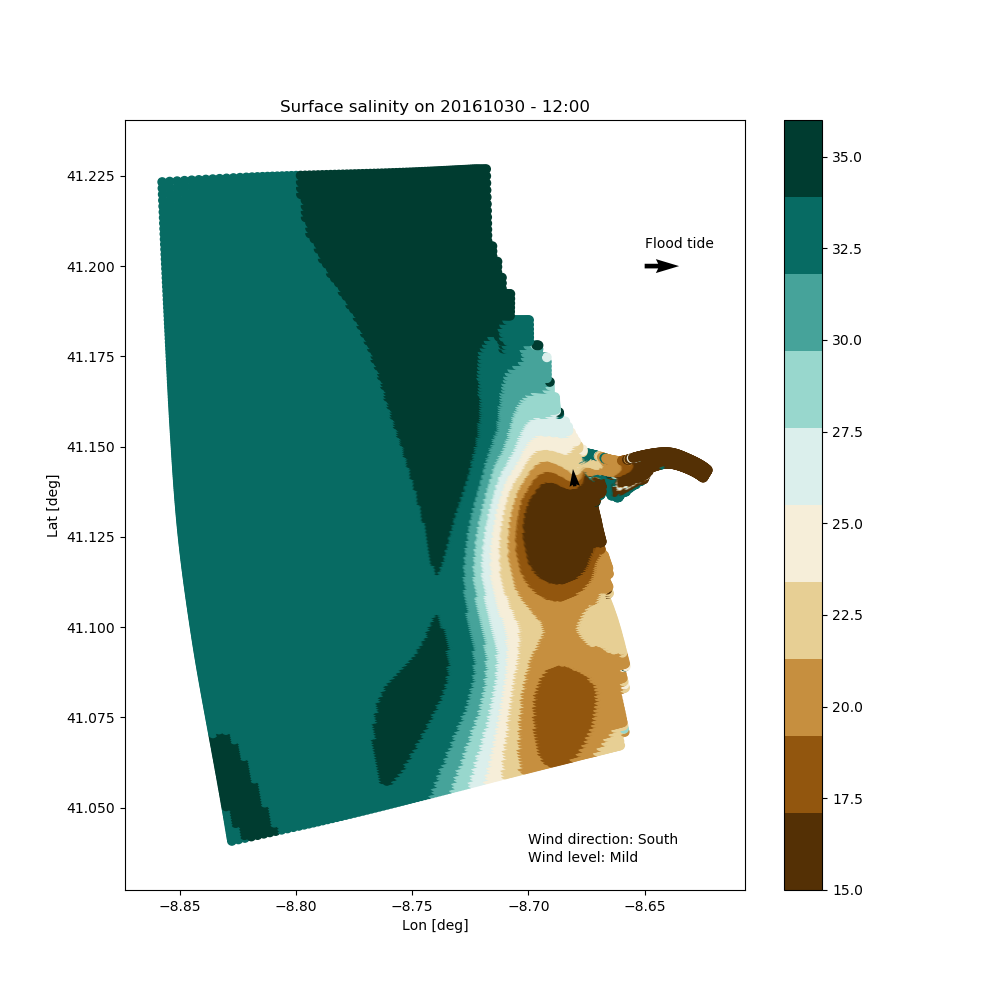 Surface salinity on 20161030 - 12:00
41.225
41.200
41.175
41.150
41.125
41.100
41.075
41.050
Lat [deg]
Flood tide
Wind direction: South
Wind level: Mild
−8.85 −8.80 −8.75 −8.70 −8.65
Lon [deg]
35.0
32.5
30.0
27.5
25.0
22.5
20.0
17.5
15.0